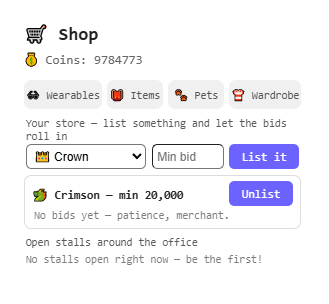 Shop
Coins: 9784773
Wearables
Items
Pets
Wardrobe
Your store — list something and let the bids
roll in
Crown
Min bid
List it
Crimson — min 20,000
Unlist
No bids yet — patience, merchant.
Open stalls around the office
No stalls open right now — be the first!